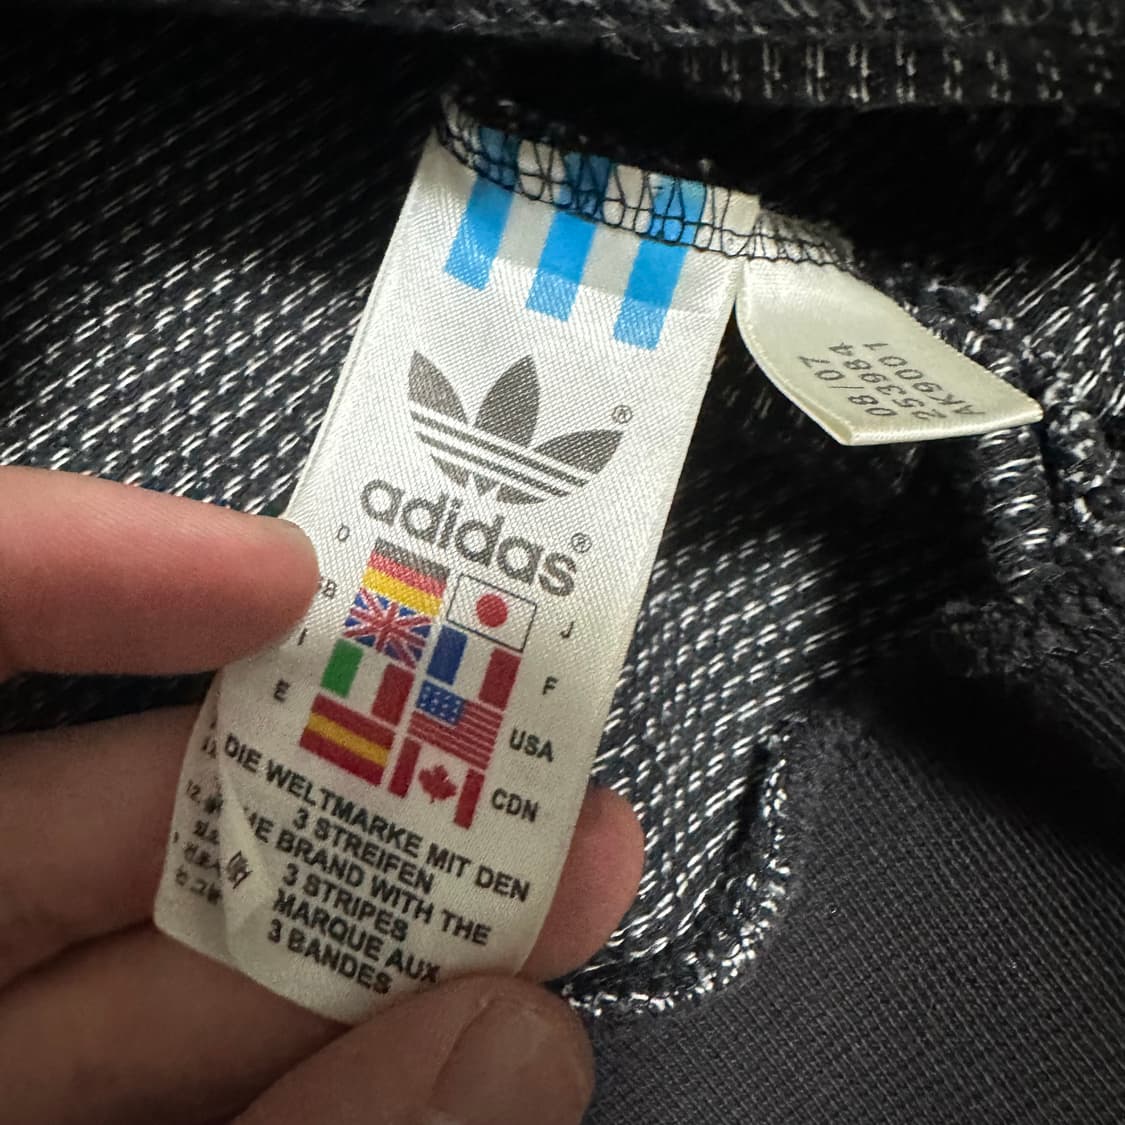 ®
adidas®
D
J
I
F
E
USA
CDN
DIE WELTMARKE MIT DEN
3 STREIFEN
THE BRAND WITH THE
3 STRIPES
MARQUE AUX
3 BANDES
08/07
253984
AK9001